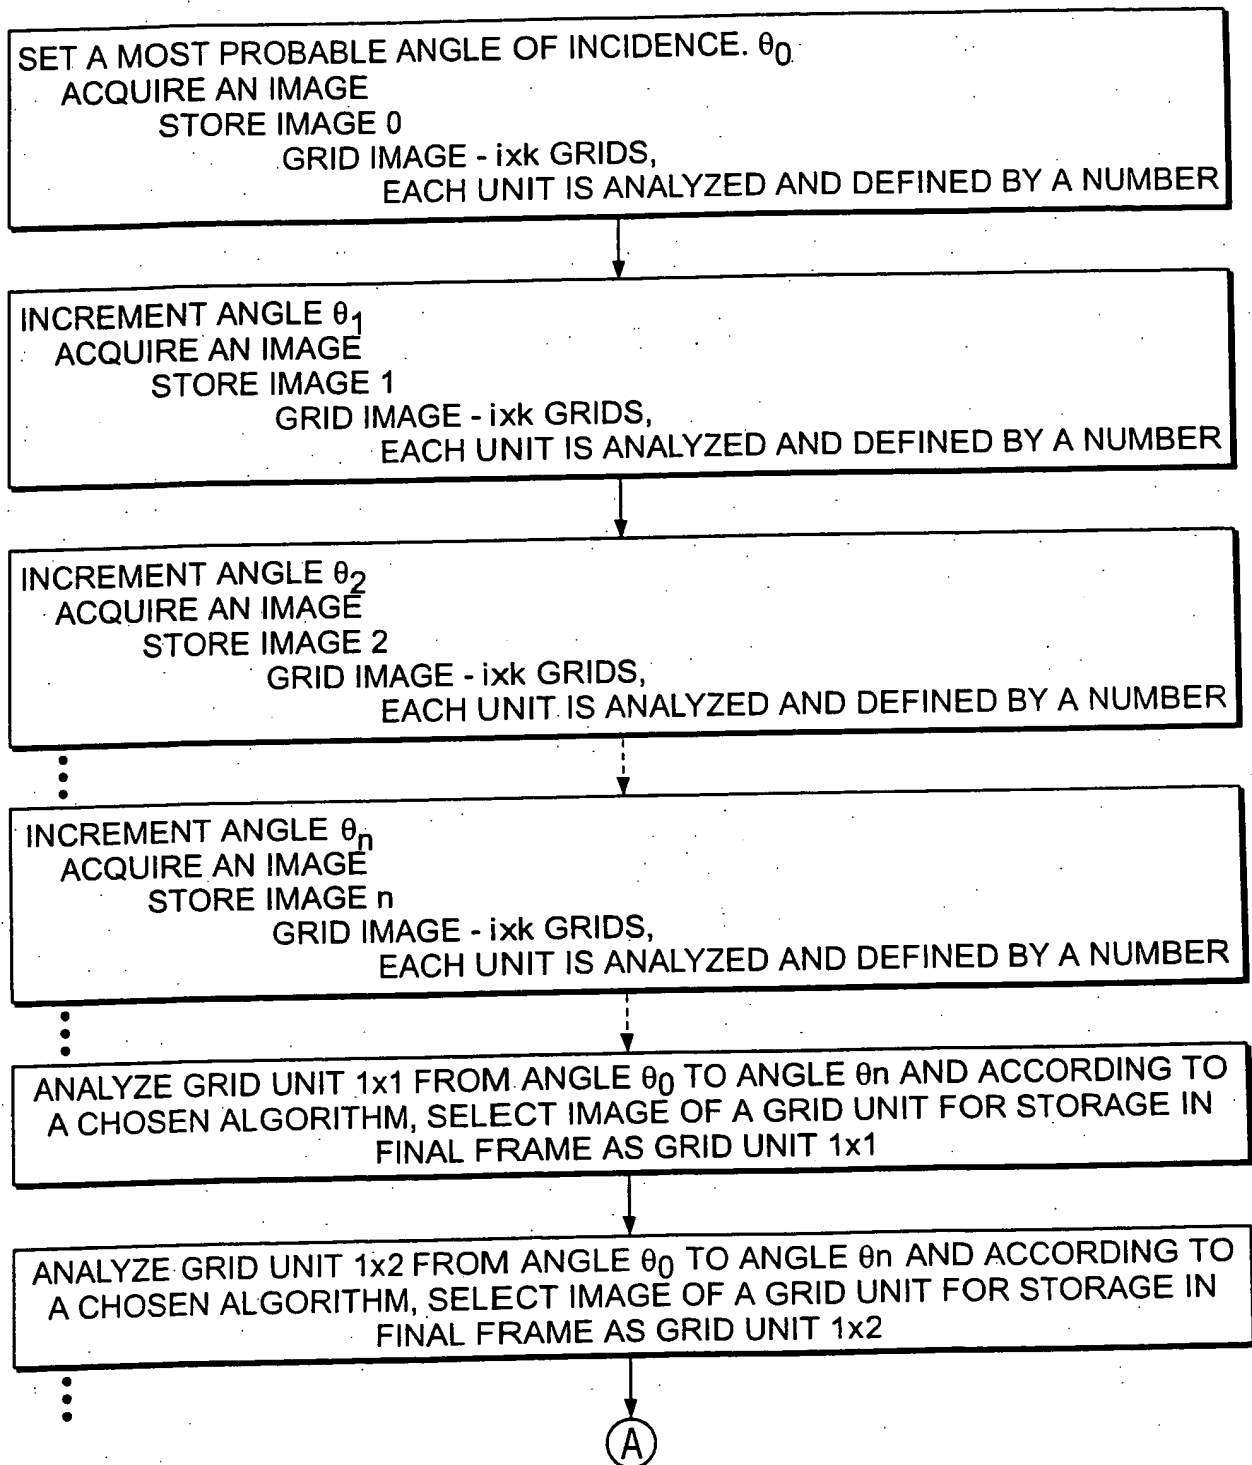 SET A MOST PROBABLE ANGLE OF INCIDENCE. θ0
ACQUIRE AN IMAGE
STORE IMAGE 0
GRID IMAGE - ixk GRIDS,
EACH UNIT IS ANALYZED AND DEFINED BY A NUMBER
INCREMENT ANGLE θ1
ACQUIRE AN IMAGE
STORE IMAGE 1
GRID IMAGE - ixk GRIDS,
EACH UNIT IS ANALYZED AND DEFINED BY A NUMBER
INCREMENT ANGLE θ2
ACQUIRE AN IMAGE
STORE IMAGE 2
GRID IMAGE - ixk GRIDS,
EACH UNIT IS ANALYZED AND DEFINED BY A NUMBER
INCREMENT ANGLE θn
ACQUIRE AN IMAGE
STORE IMAGE n
GRID IMAGE - ixk GRIDS,
EACH UNIT IS ANALYZED AND DEFINED BY A NUMBER
ANALYZE GRID UNIT 1x1 FROM ANGLE θ0 TO ANGLE θn AND ACCORDING TO
A CHOSEN ALGORITHM, SELECT IMAGE OF A GRID UNIT FOR STORAGE IN
FINAL FRAME AS GRID UNIT 1x1
ANALYZE GRID UNIT 1x2 FROM ANGLE θ0 TO ANGLE θn AND ACCORDING TO
A CHOSEN ALGORITHM, SELECT IMAGE OF A GRID UNIT FOR STORAGE IN
FINAL FRAME AS GRID UNIT 1x2
A